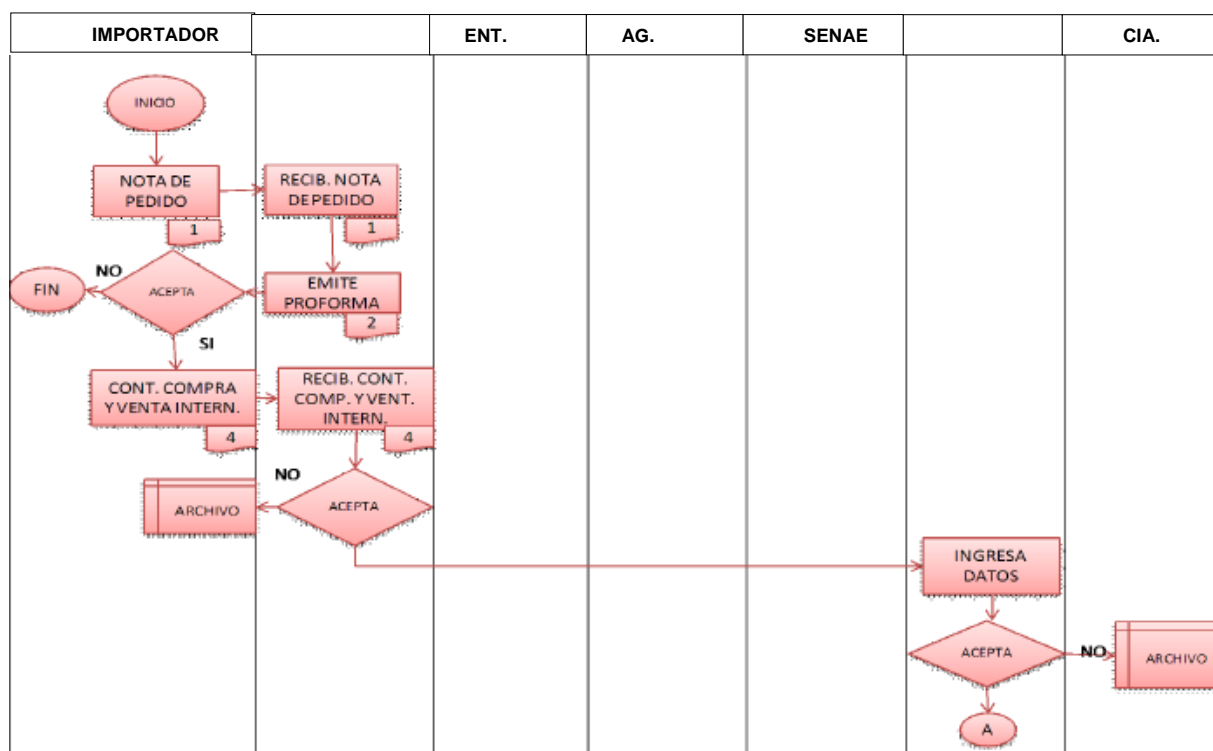 IMPORTADOR ENT. AG. SENAE CIA.
INICIO
NOTA DE
PEDIDO
1
RECIB. NOTA
DE PEDIDO
1
EMITE
PROFORMA
2
ACEPTA
NO
FIN
SI
CONT. COMPRA
Y VENTA INTERN.
4
RECIB. CONT.
COMP. Y VENT.
INTERN.
4
ACEPTA
NO
ARCHIVO
INGRESA
DATOS
ACEPTA
NO
ARCHIVO
A